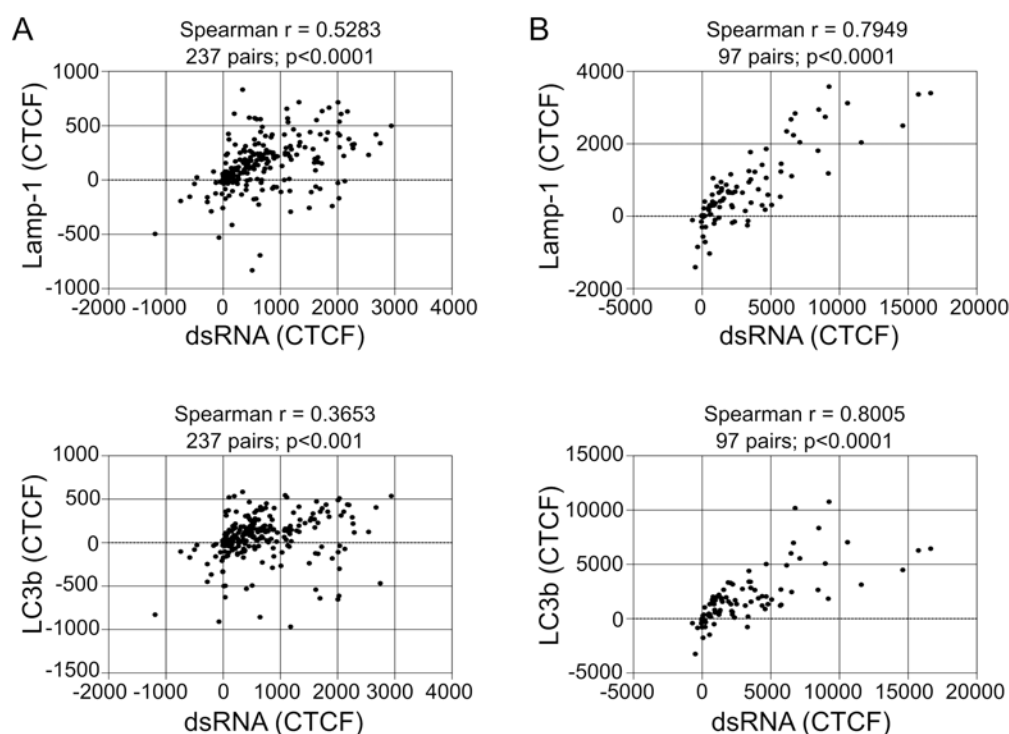 A
Spearman r = 0.5283
237 pairs; p<0.0001
1000
500
0
-500
-1000
Lamp-1 (CTCF)
-2000 -1000 0 1000 2000 3000 4000
dsRNA (CTCF)
B
Spearman r = 0.7949
97 pairs; p<0.0001
4000
2000
0
-2000
Lamp-1 (CTCF)
-5000 0 5000 10000 15000 20000
dsRNA (CTCF)
Spearman r = 0.3653
237 pairs; p<0.001
1000
500
0
-500
-1000
-1500
LC3b (CTCF)
-2000 -1000 0 1000 2000 3000 4000
dsRNA (CTCF)
Spearman r = 0.8005
97 pairs; p<0.0001
15000
10000
5000
0
-5000
LC3b (CTCF)
-5000 0 5000 10000 15000 20000
dsRNA (CTCF)